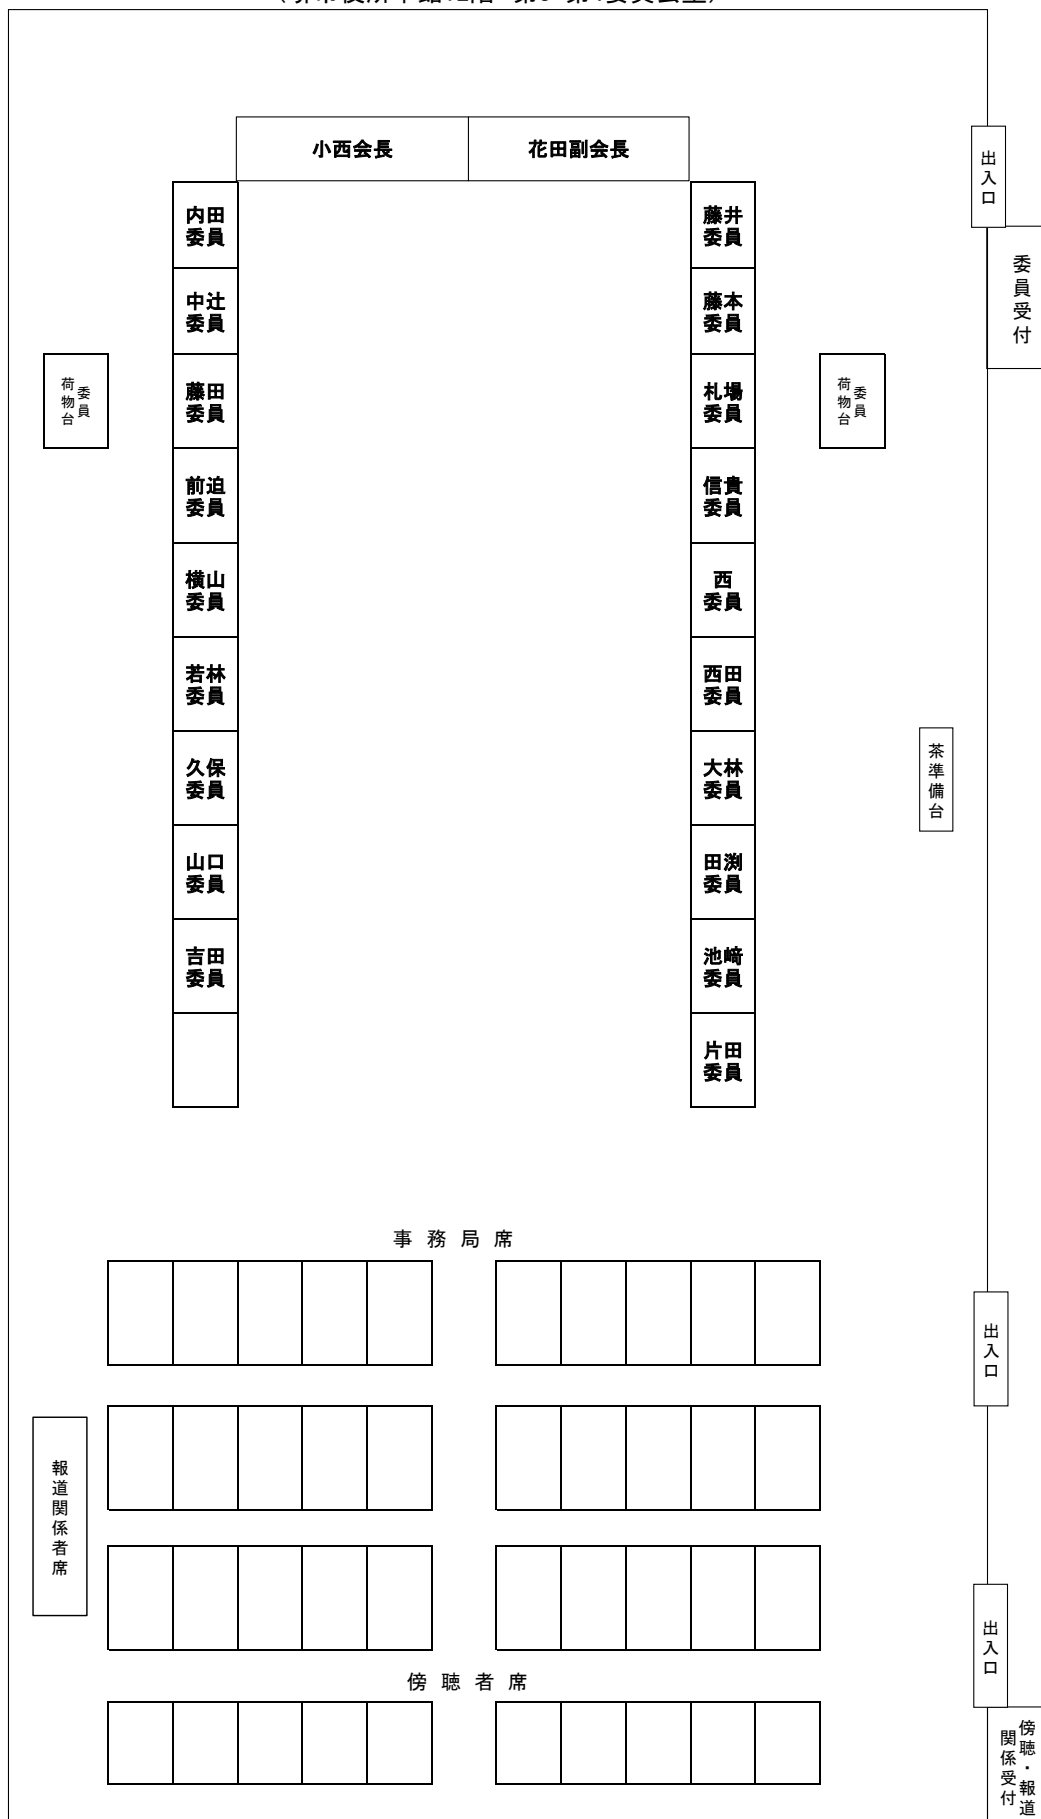 小西会長
花田副会長
内田
委員
藤井
委員
出入口
中辻
委員
藤本
委員
委員受付
委員
荷物台
藤田
委員
札場
委員
委員
荷物台
前迫
委員
信貴
委員
横山
委員
西
委員
若林
委員
西田
委員
久保
委員
大林
委員
茶準備台
山口
委員
田渕
委員
吉田
委員
池﨑
委員
片田
委員
事務局席
出入口
報道関係者席
出入口
傍聴者席
傍聴・報道
関係受付